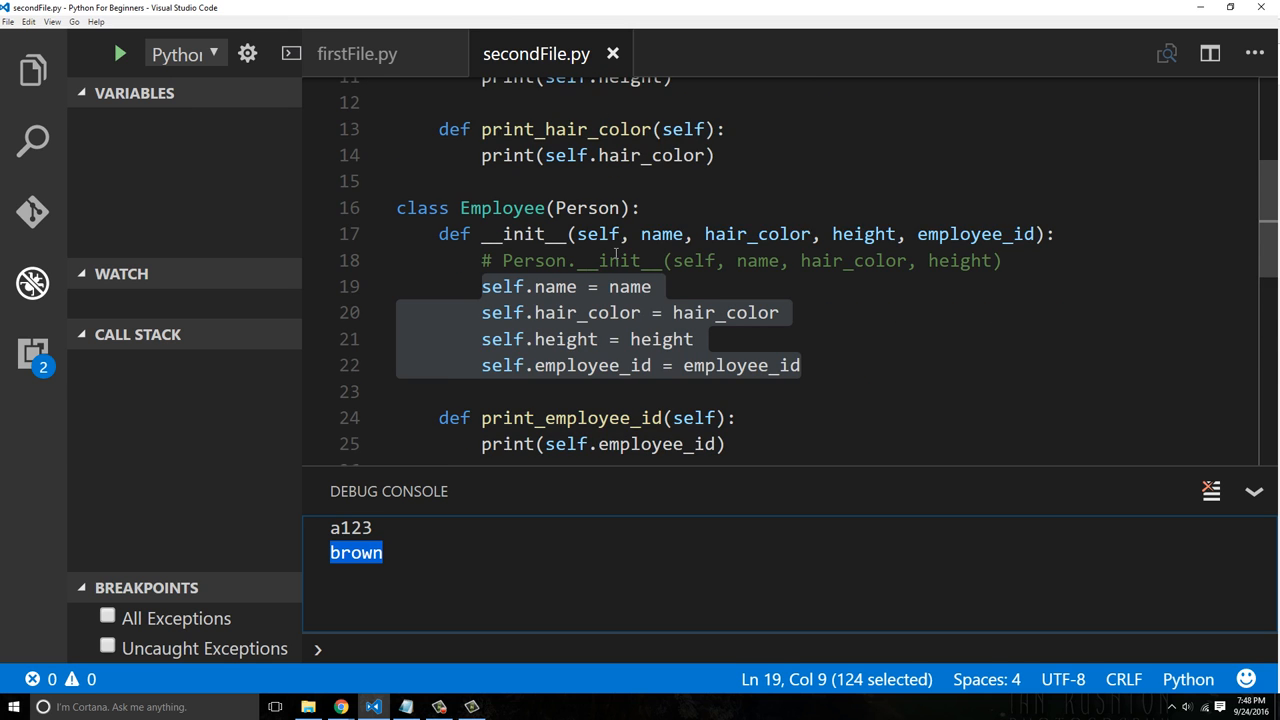 secondFile.py - Python For Beginners - Visual Studio Code
File Edit View Go Help
Python
firstFile.py
secondFile.py
VARIABLES
WATCH
CALL STACK
2
BREAKPOINTS
All Exceptions
Uncaught Exceptions
11 print(self.height)
12
13 def print_hair_color(self):
14 print(self.hair_color)
15
16 class Employee(Person):
17 def __init__(self, name, hair_color, height, employee_id):
18 # Person.__init__(self, name, hair_color, height)
19 self.name = name
20 self.hair_color = hair_color
21 self.height = height
22 self.employee_id = employee_id
23
24 def print_employee_id(self):
25 print(self.employee_id)
DEBUG CONSOLE
a123
brown
0 0
Ln 19, Col 9 (124 selected) Spaces: 4 UTF-8 CRLF Python
I'm Cortana. Ask me anything.
7:48 PM
9/24/2016